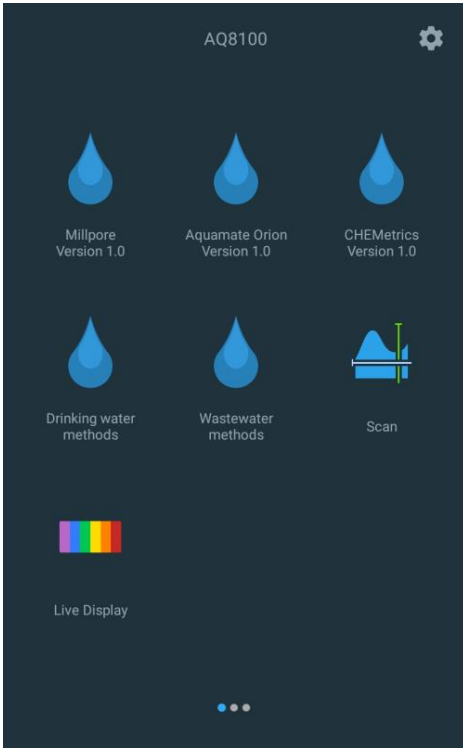 AQ8100
Millpore
Version 1.0
Aquamate Orion
Version 1.0
CHEMetrics
Version 1.0
Drinking water
methods
Wastewater
methods
Scan
Live Display